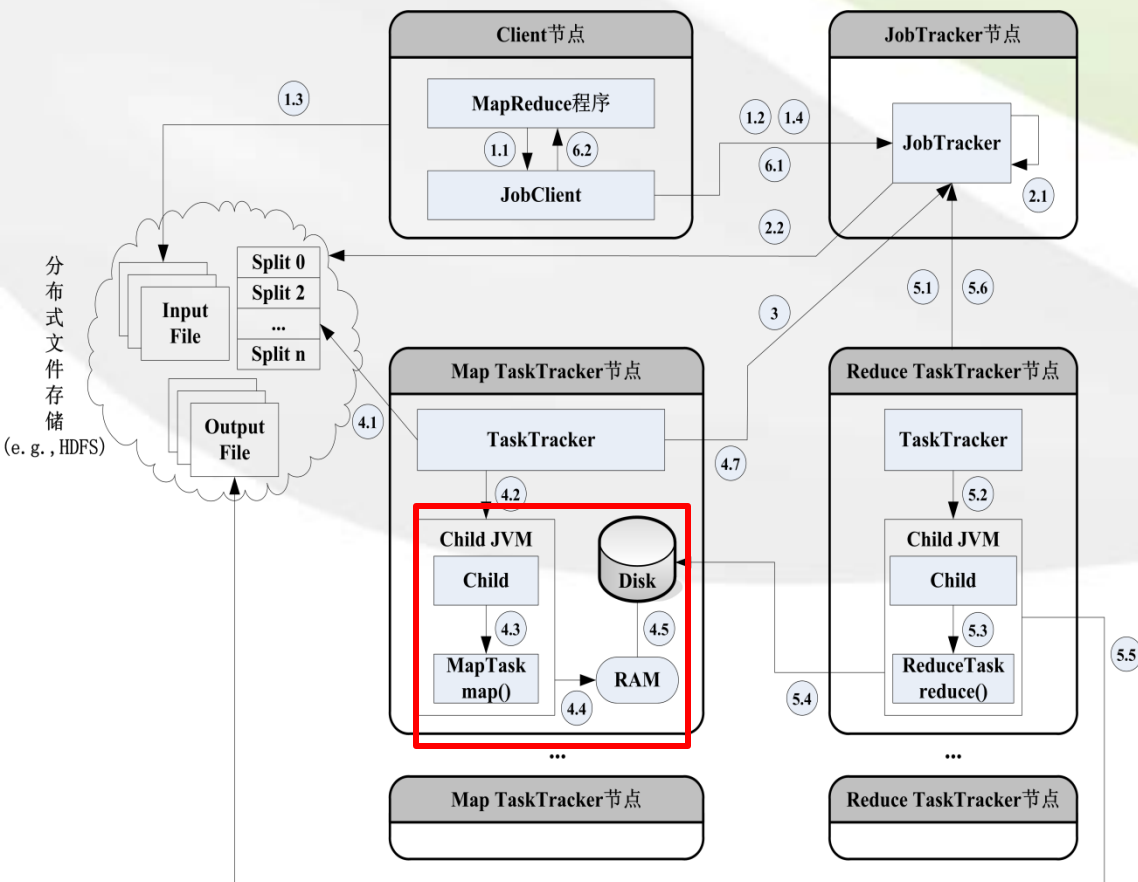 Client节点
MapReduce程序
1.1
6.2
JobClient
1.3
1.2
1.4
6.1
2.2
JobTracker节点
JobTracker
2.1
分
布
式
文
件
存
储
(e.g.,HDFS)
Input
File
Split 0
Split 2
...
Split n
Output
File
4.1
3
5.1
5.6
Map TaskTracker节点
TaskTracker
4.7
4.2
Child JVM
Child
4.3
MapTask
map()
4.4
RAM
4.5
Disk
...
Map TaskTracker节点
Reduce TaskTracker节点
TaskTracker
5.2
Child JVM
Child
5.3
ReduceTask
reduce()
5.4
5.5
...
Reduce TaskTracker节点